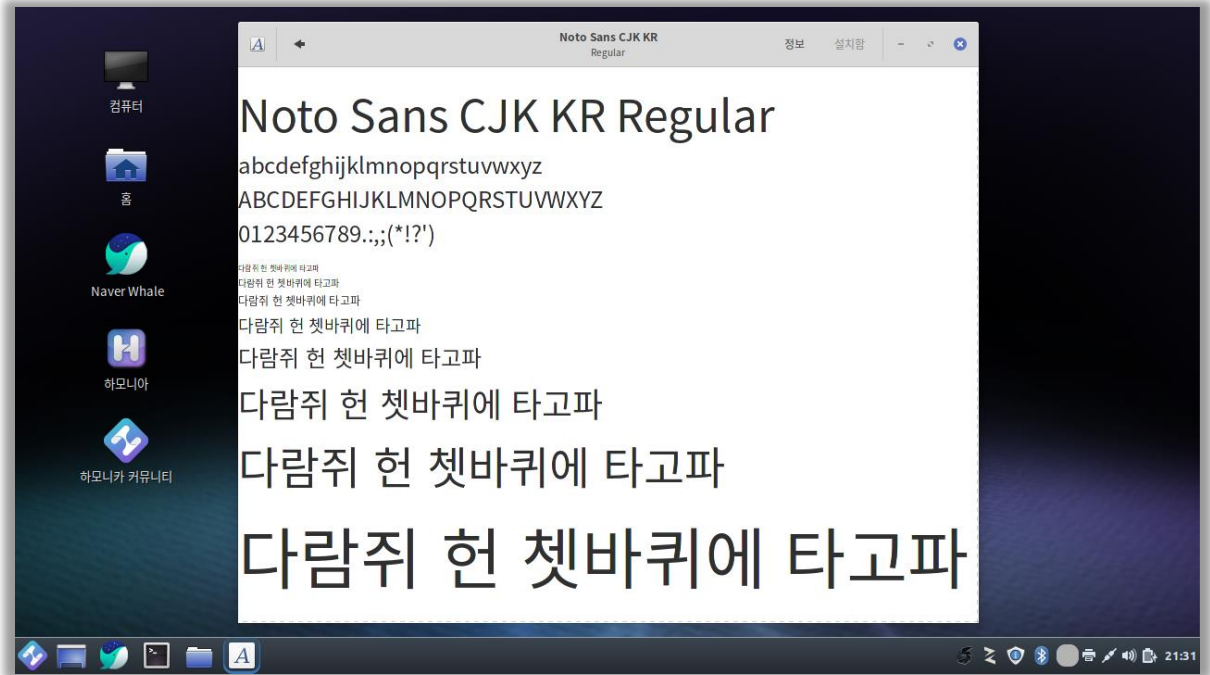 컴퓨터
홈
Naver Whale
하모니아
하모니카 커뮤니티
Noto Sans CJK KR
Regular
정보
설치함
Noto Sans CJK KR Regular
abcdefghijklmnopqrstuvwxyz
ABCDEFGHIJKLMNOPQRSTUVWXYZ
0123456789.:,;(*!?')
다람쥐 헌 쳇바퀴에 타고파
다람쥐 헌 쳇바퀴에 타고파
다람쥐 헌 쳇바퀴에 타고파
다람쥐 헌 쳇바퀴에 타고파
다람쥐 헌 쳇바퀴에 타고파
다람쥐 헌 쳇바퀴에 타고파
다람쥐 헌 쳇바퀴에 타고파
다람쥐 헌 쳇바퀴에 타고파
21:31